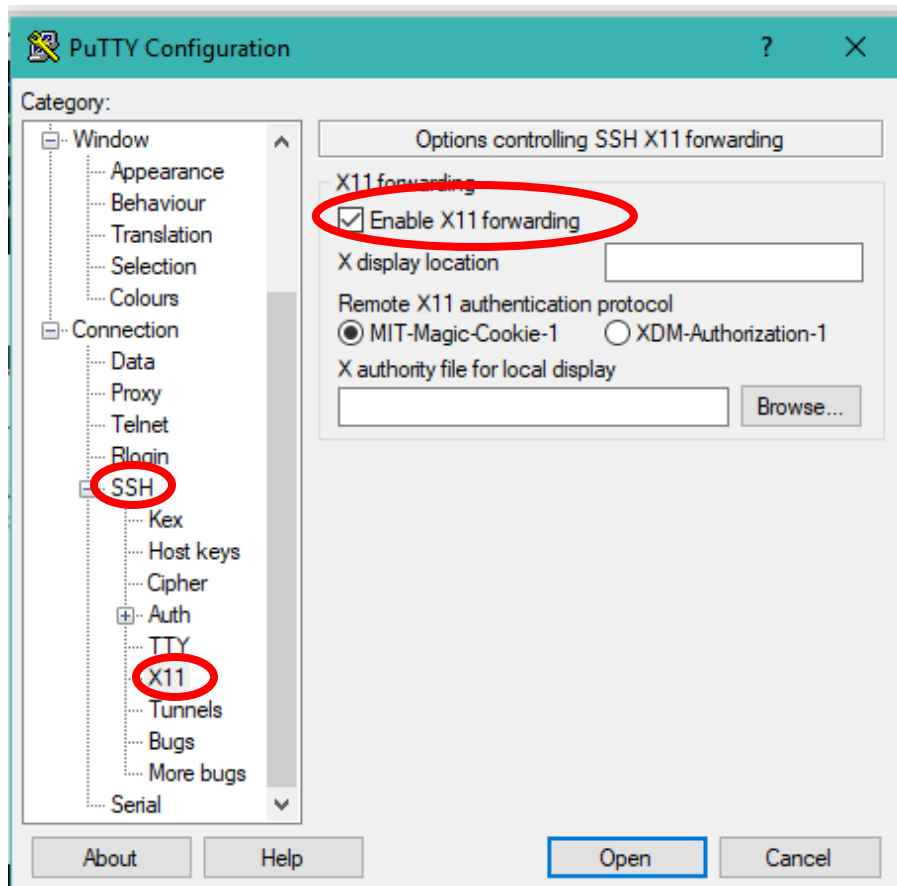 PuTTY Configuration ?
Category:
Window
Appearance
Behaviour
Translation
Selection
Colours
Connection
Data
Proxy
Telnet
Rlogin
SSH
Kex
Host keys
Cipher
Auth
TTY
X11
Tunnels
Bugs
More bugs
Serial
Options controlling SSH X11 forwarding
X11 forwarding
Enable X11 forwarding
X display location
Remote X11 authentication protocol
MIT-Magic-Cookie-1 XDM-Authorization-1
X authority file for local display
Browse...
About Help Open Cancel